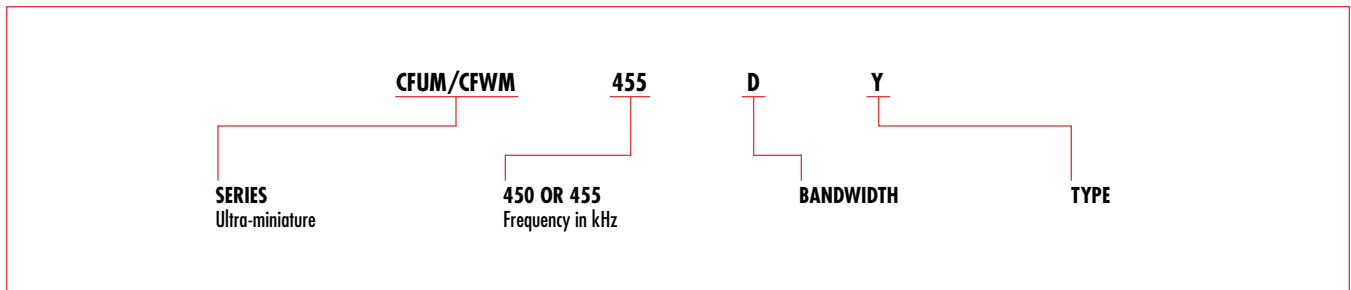 CFUM/CFWM 455 D Y
SERIES 450 OR 455 BANDWIDTH TYPE
Ultra-miniature Frequency in kHz